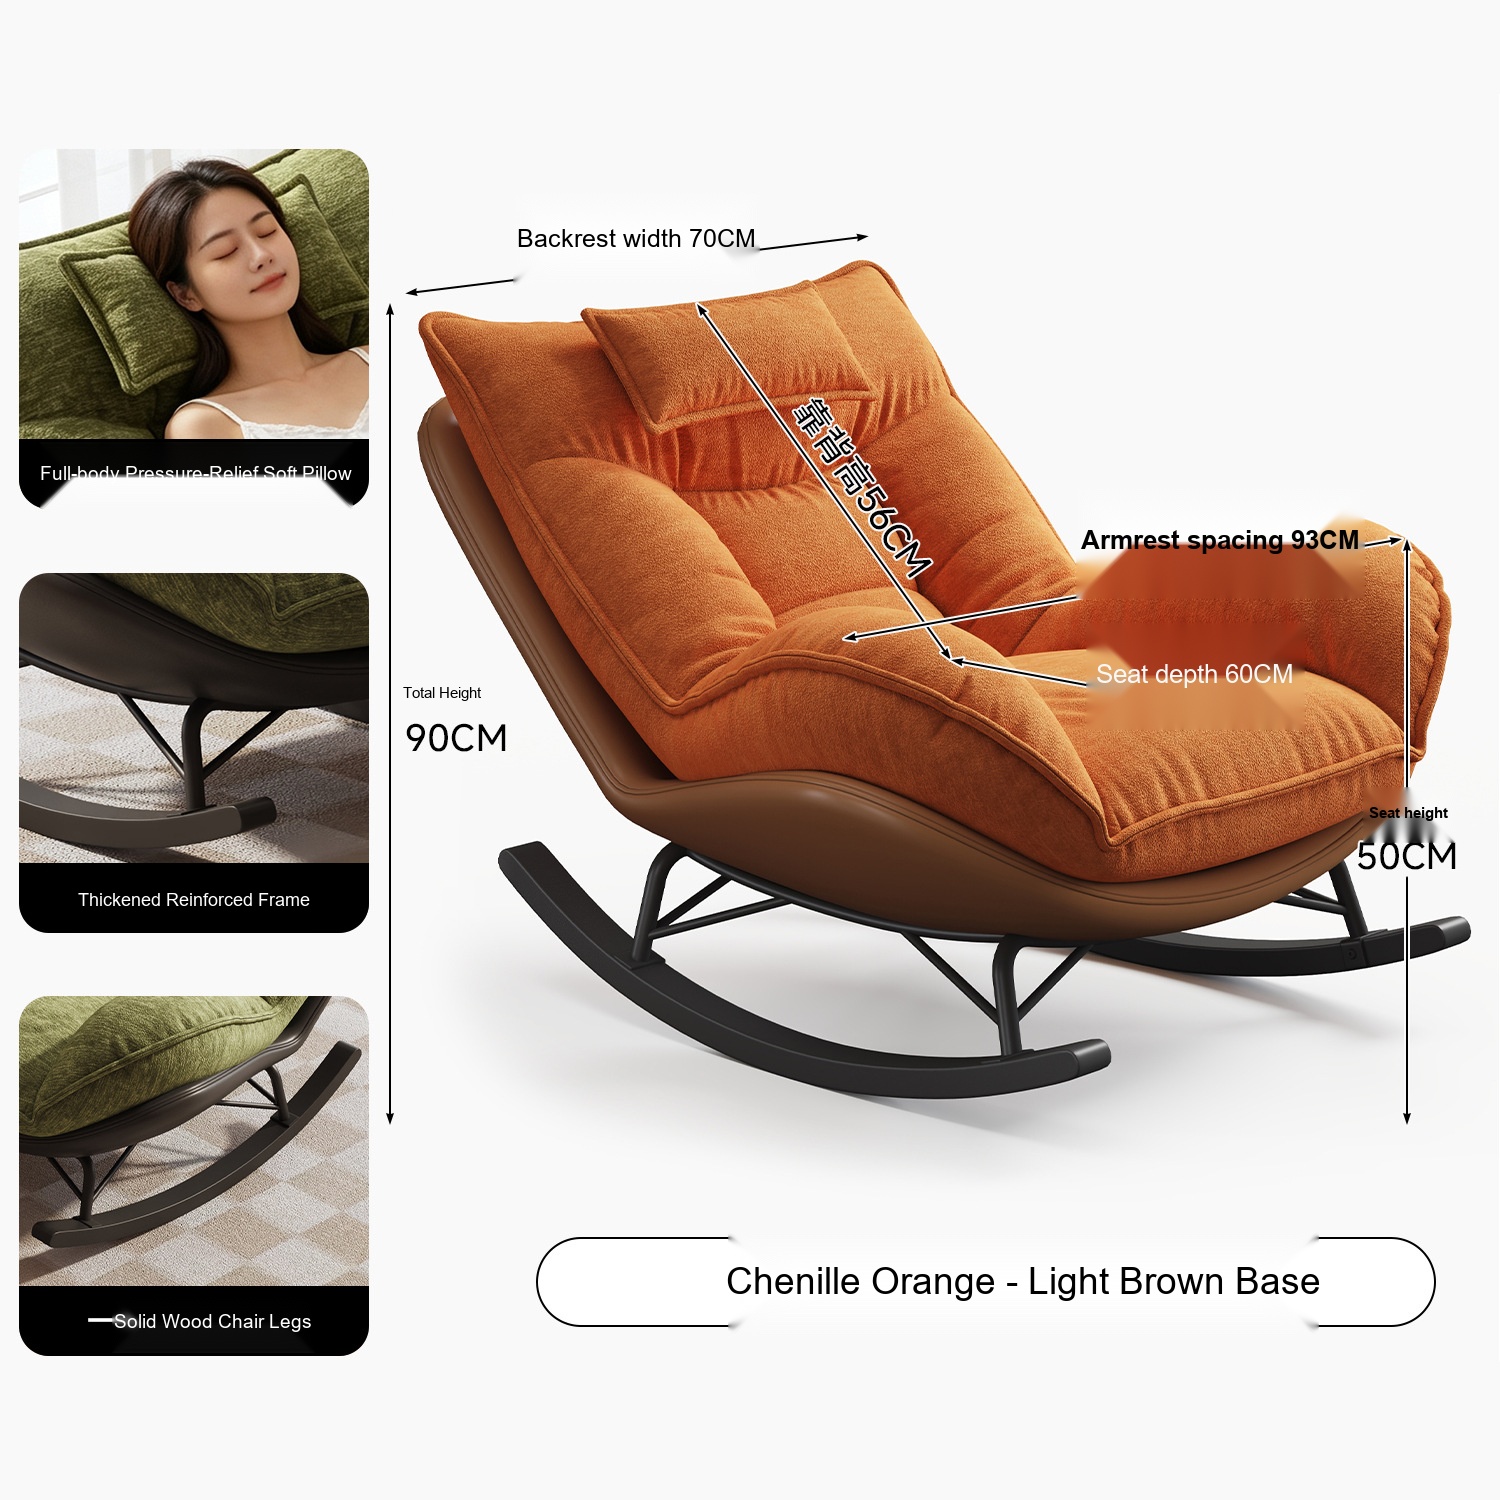 Backrest width 70CM
靠背高56CM
Armrest spacing 93CM
Seat depth 60CM
Total Height
90CM
Seat height
50CM
Full-body Pressure-Relief Soft Pillow
Thickened Reinforced Frame
Solid Wood Chair Legs
Chenille Orange - Light Brown Base